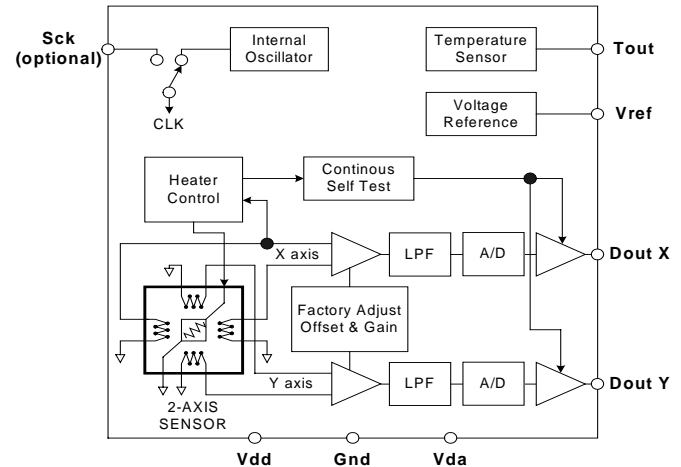 Sck
(optional)
Internal
Oscillator
Temperature
Sensor
Tout
CLK
Voltage
Reference
Vref
Heater
Control
Continous
Self Test
X axis
LPF
A/D
Dout X
Factory Adjust
Offset & Gain
Y axis
LPF
A/D
Dout Y
2-AXIS
SENSOR
Vdd
Gnd
Vda